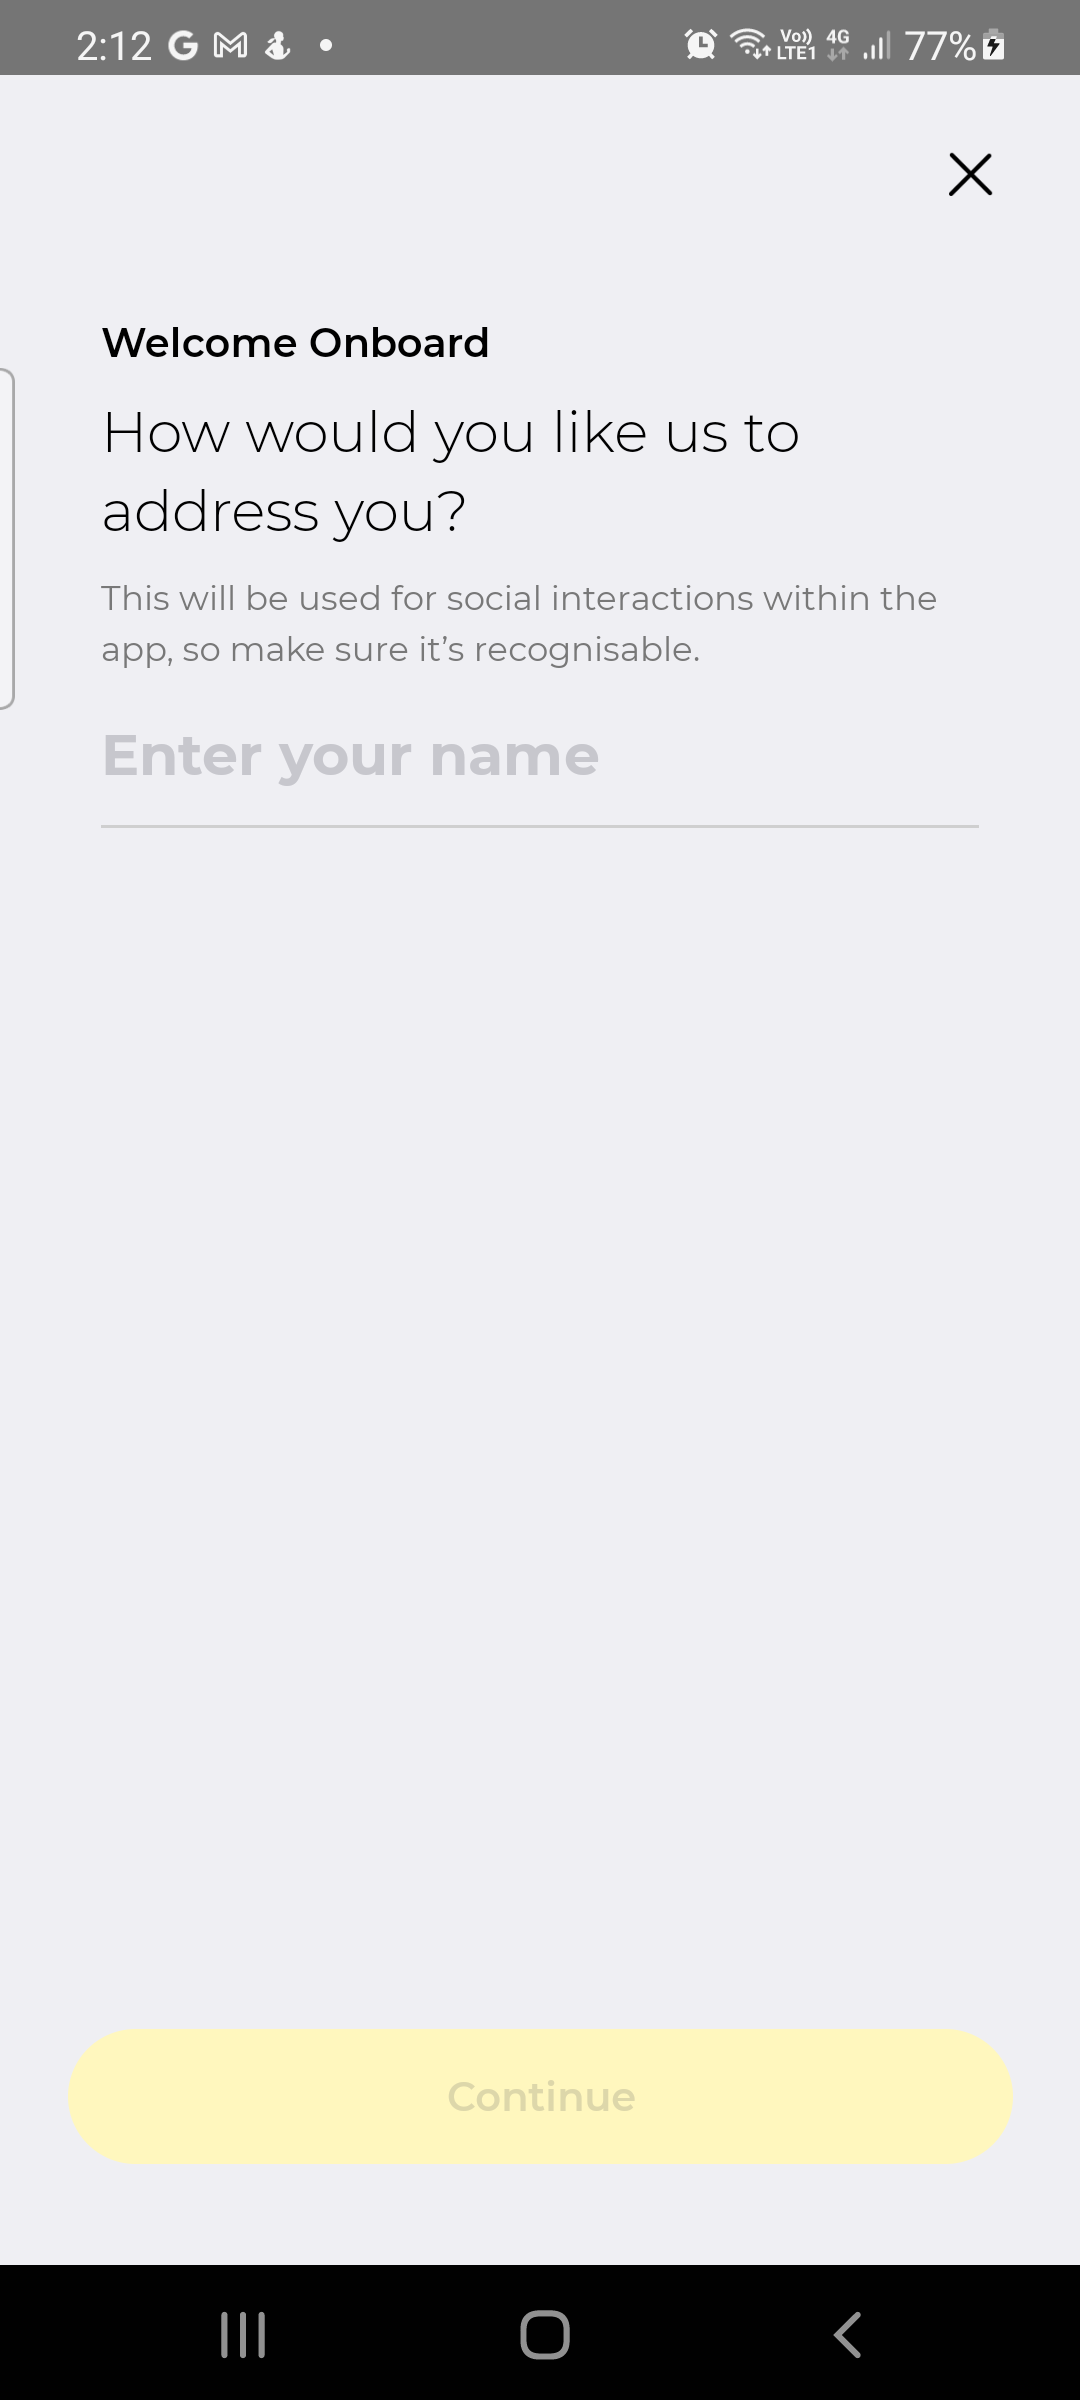 2:12
Vo)) LTE1 4G 77%
Welcome Onboard
How would you like us to
address you?
This will be used for social interactions within the
app, so make sure it’s recognisable.
Enter your name
Continue